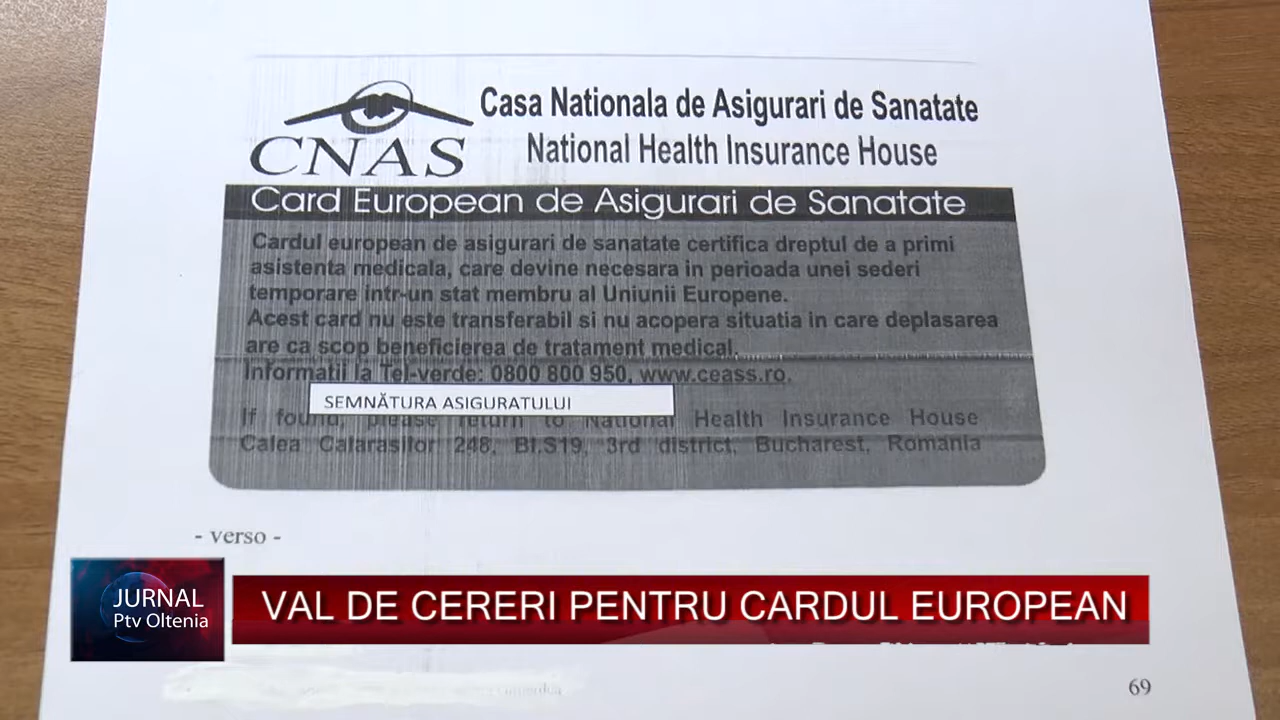 CNAS
Casa Nationala de Asigurari de Sanatate
National Health Insurance House
Card European de Asigurari de Sanatate
Cardul european de asigurari de sanatate certifica dreptul de a primi
asistenta medicala, care devine necesara in perioada unei sederi
temporare intr-un stat membru al Uniunii Europene.
Acest card nu este transferabil si nu acopera situatia in care deplasarea
are ca scop beneficierea de tratament medical.
Informatii la Tel-verde: 0800 800 950, www.ceass.ro.
SEMNĂTURA ASIGURATULUI
If found, please return to National Health Insurance House
Calea Calarasilor 248, Bl.S19, 3rd district, Bucharest, Romania
- verso -
JURNAL
Ptv Oltenia
VAL DE CERERI PENTRU CARDUL EUROPEAN
69